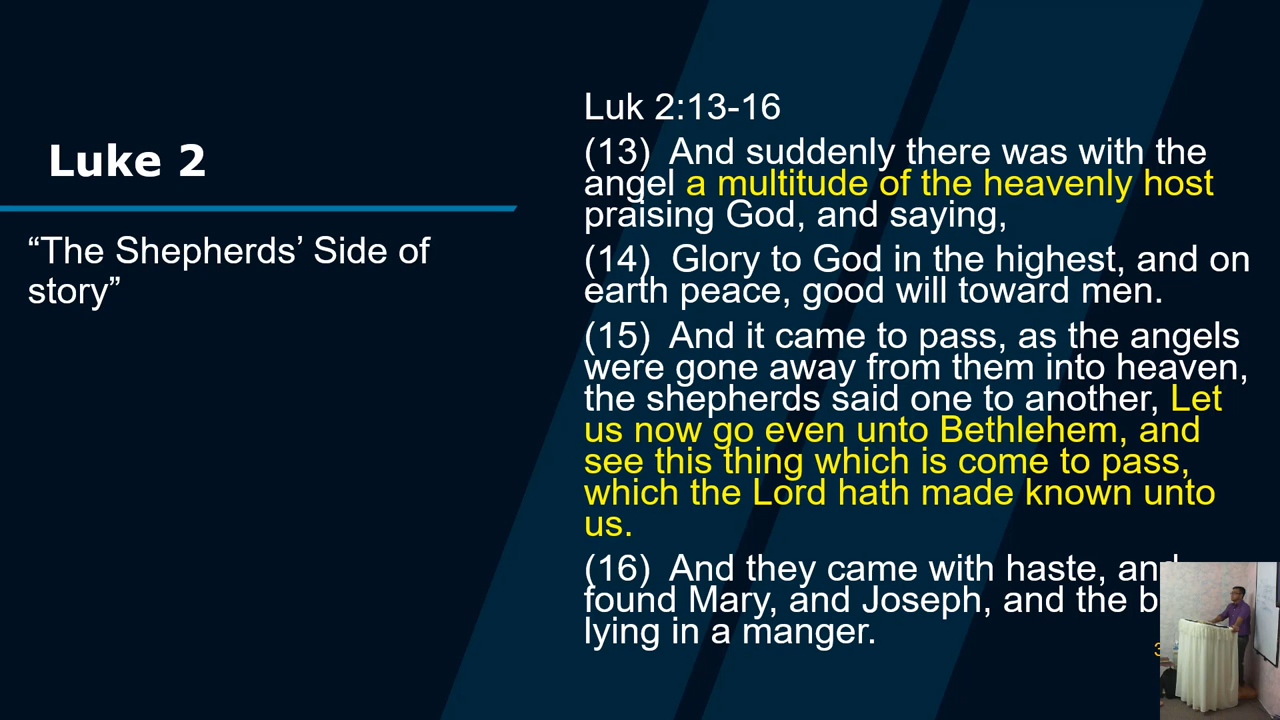 Luke 2
“The Shepherds’ Side of
story”
Luk 2:13-16
(13) And suddenly there was with the
angel a multitude of the heavenly host
praising God, and saying,
(14) Glory to God in the highest, and on
earth peace, good will toward men.
(15) And it came to pass, as the angels
were gone away from them into heaven,
the shepherds said one to another, Let
us now go even unto Bethlehem, and
see this thing which is come to pass,
which the Lord hath made known unto
us.
(16) And they came with haste, and
found Mary, and Joseph, and the
lying in a manger.